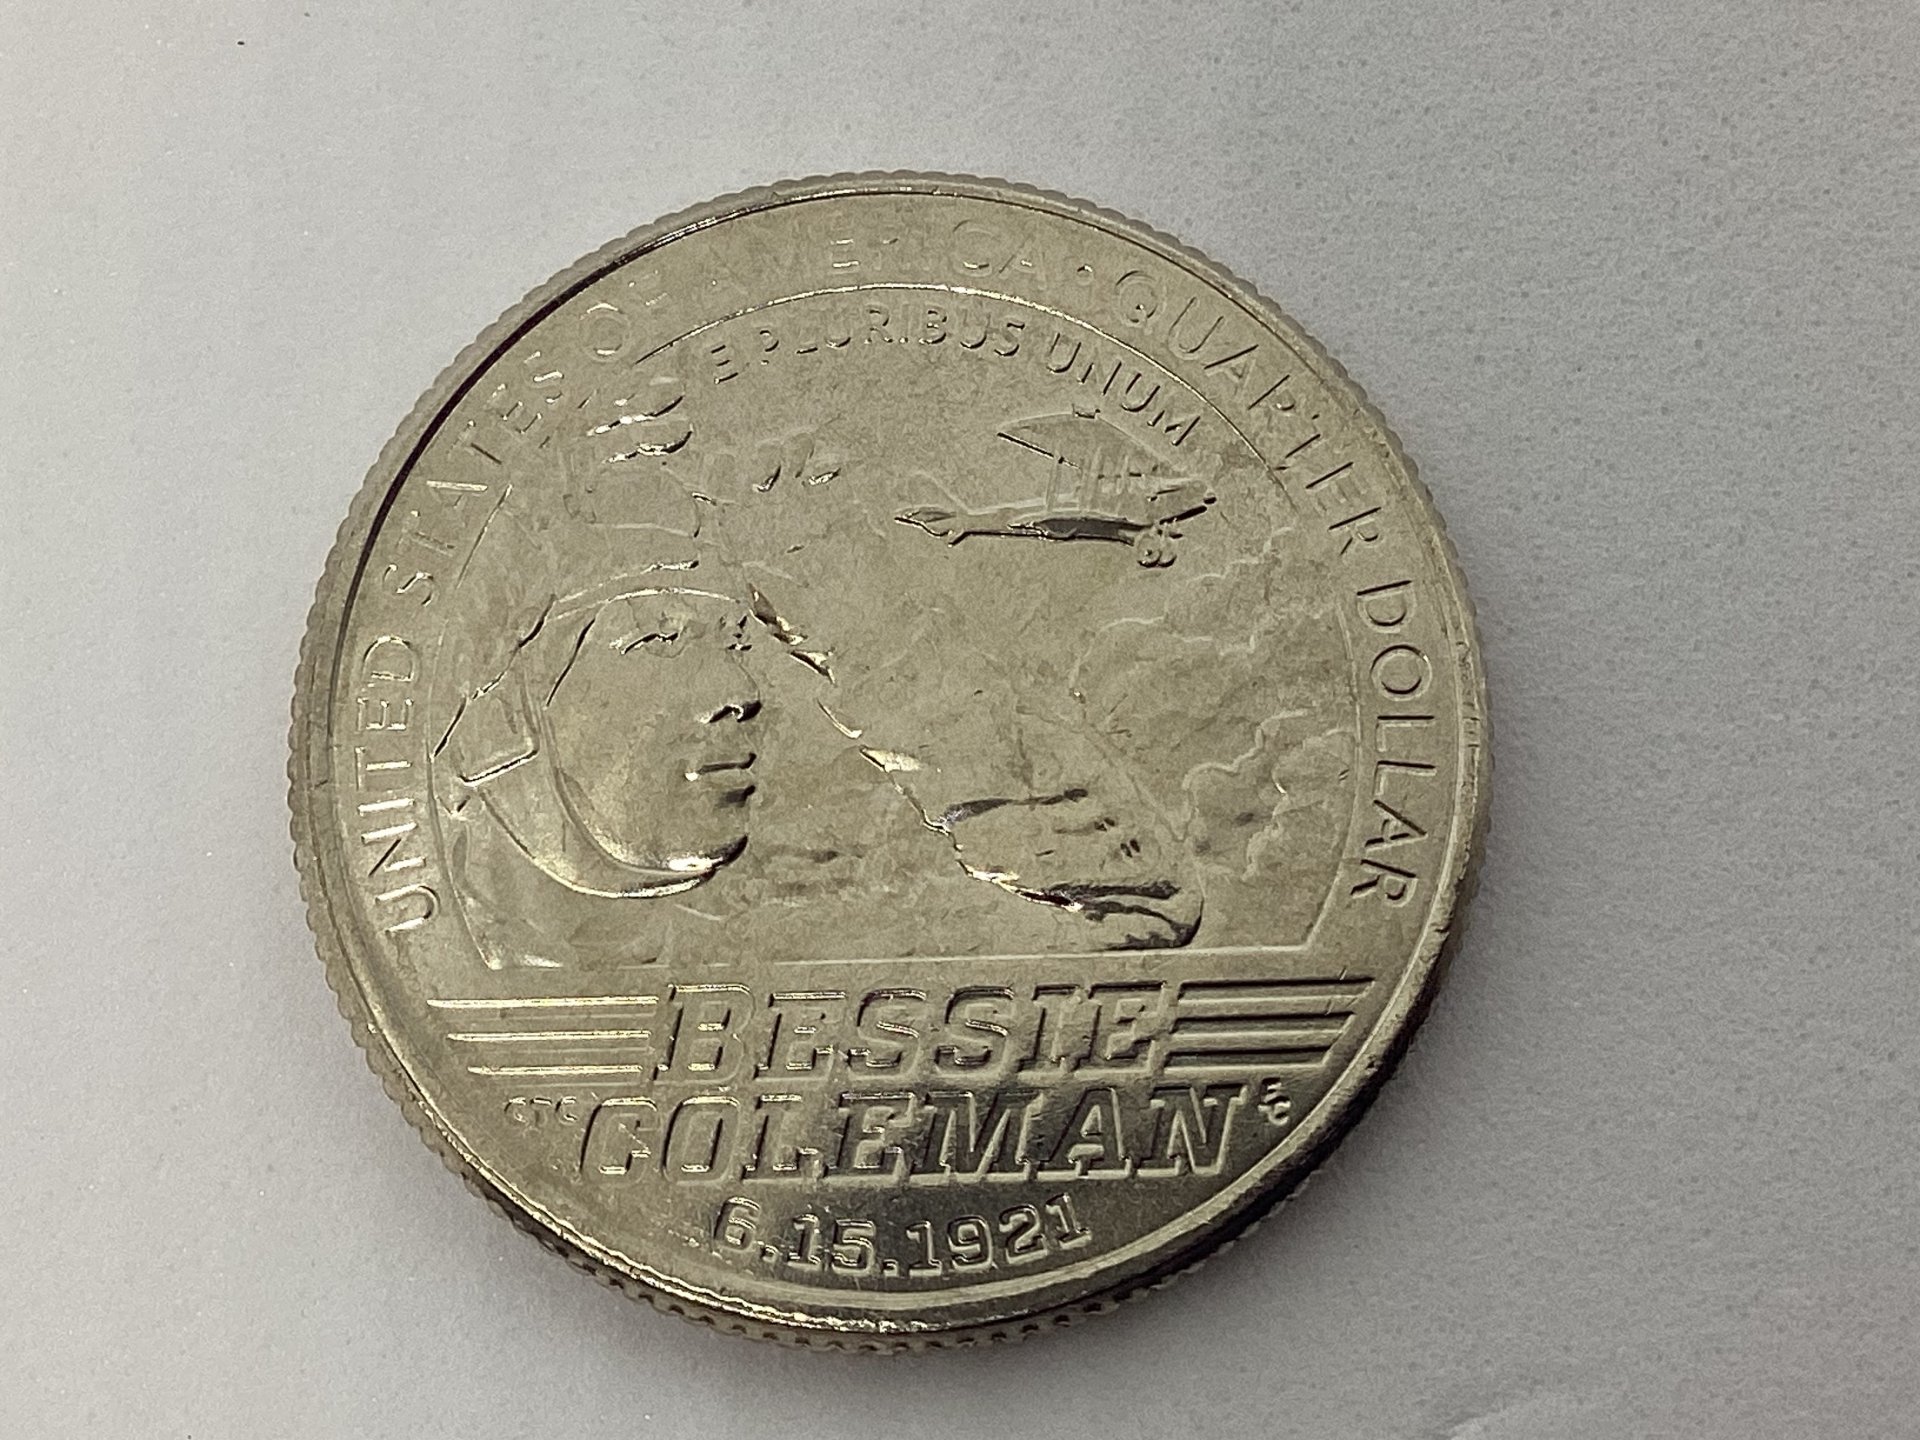 UNITED STATES OF AMERICA • QUARTER DOLLAR
E PLURIBUS UNUM
BESSIE
COLEMAN
6.15.1921